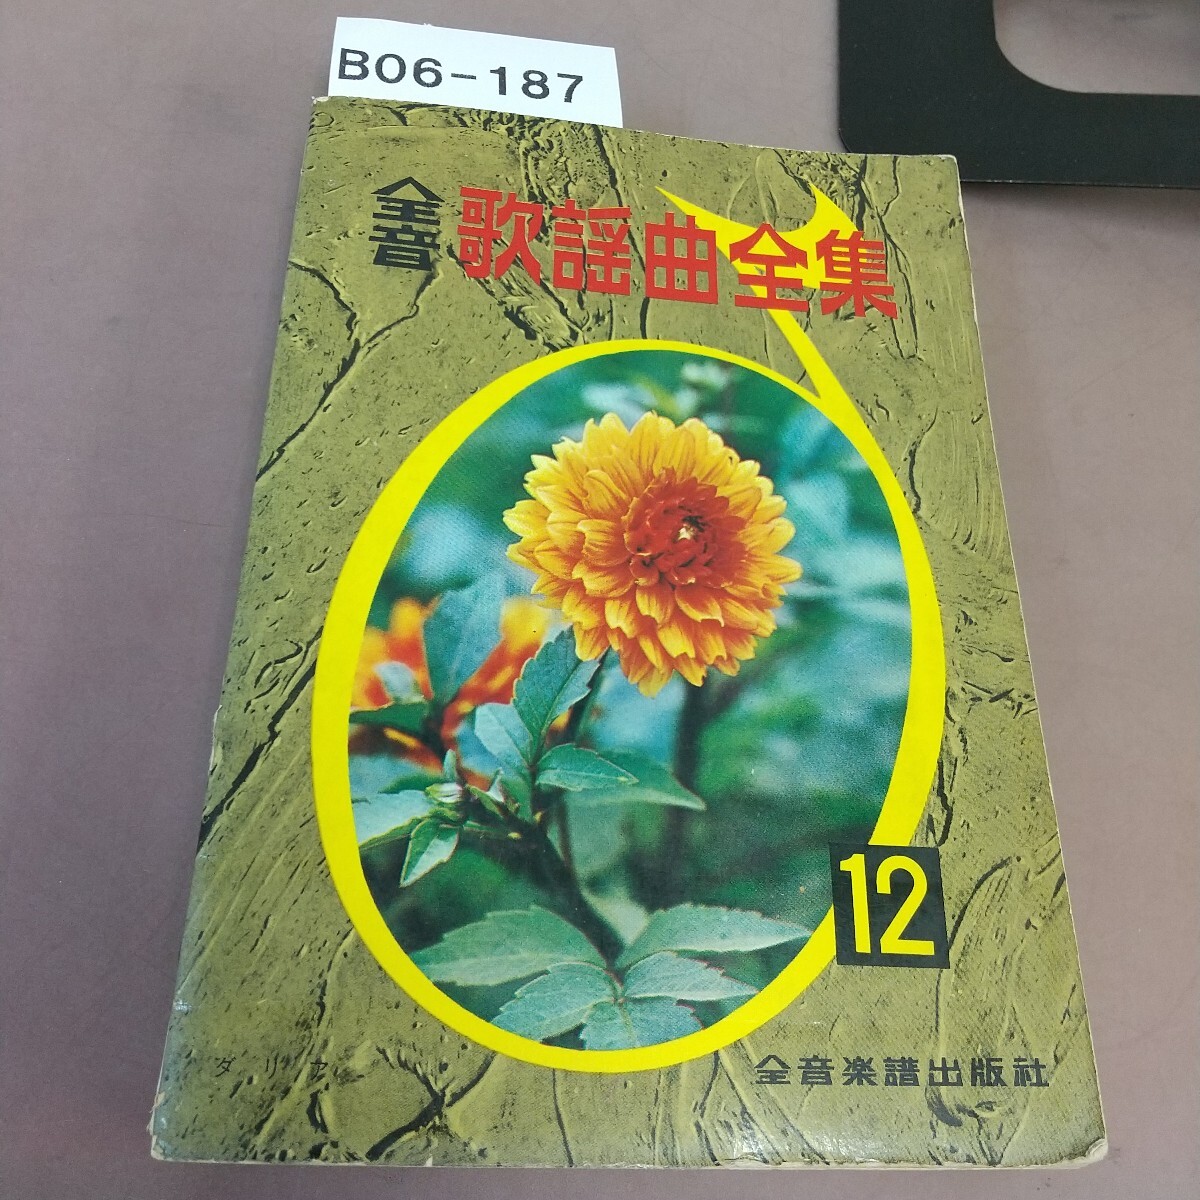 B06-187
全音 歌謡曲全集
12
ダリア
全音楽譜出版社